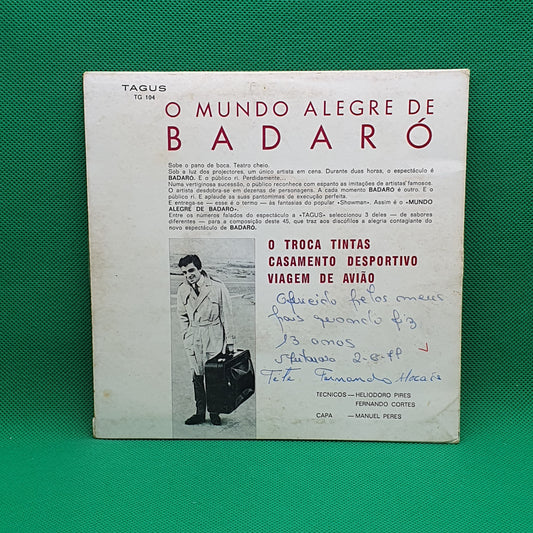 TAGUS
TG 104
O MUNDO ALEGRE DE
BADARÓ
Sobe o pano de boca. Teatro cheio.
Sob a luz dos projectores, um único artista em cena. Durante duas horas, o espectáculo é
BADARÓ. E o público ri. Perdidamente...
Numa vertiginosa sucessão, o público reconhece com espanto as imitações de artistas famosos.
O artista desdobra-se em dezenas de personagens. A cada momento BADARÓ é outro. E o
público ri. E aplaude as suas pantomimas de execução perfeita.
E entrega-se — esse é o termo — às fantasias do popular «Showman». Assim é o «MUNDO
ALEGRE DE BADARÓ».
Entre os números falados do espectáculo a «TAGUS» seleccionou 3 deles — de sabores
diferentes — para a composição deste 45, que traz aos discófilos a alegria contagiante do
novo espectáculo de BADARÓ.
O TROCA TINTAS
CASAMENTO DESPORTIVO
VIAGEM DE AVIÃO
Oferecido pelos meus
pais quando fiz
13 anos
Tete Fernando
TECNICOS — HELIODORO PIRES
FERNANDO CORTES
CAPA — MANUEL PERES